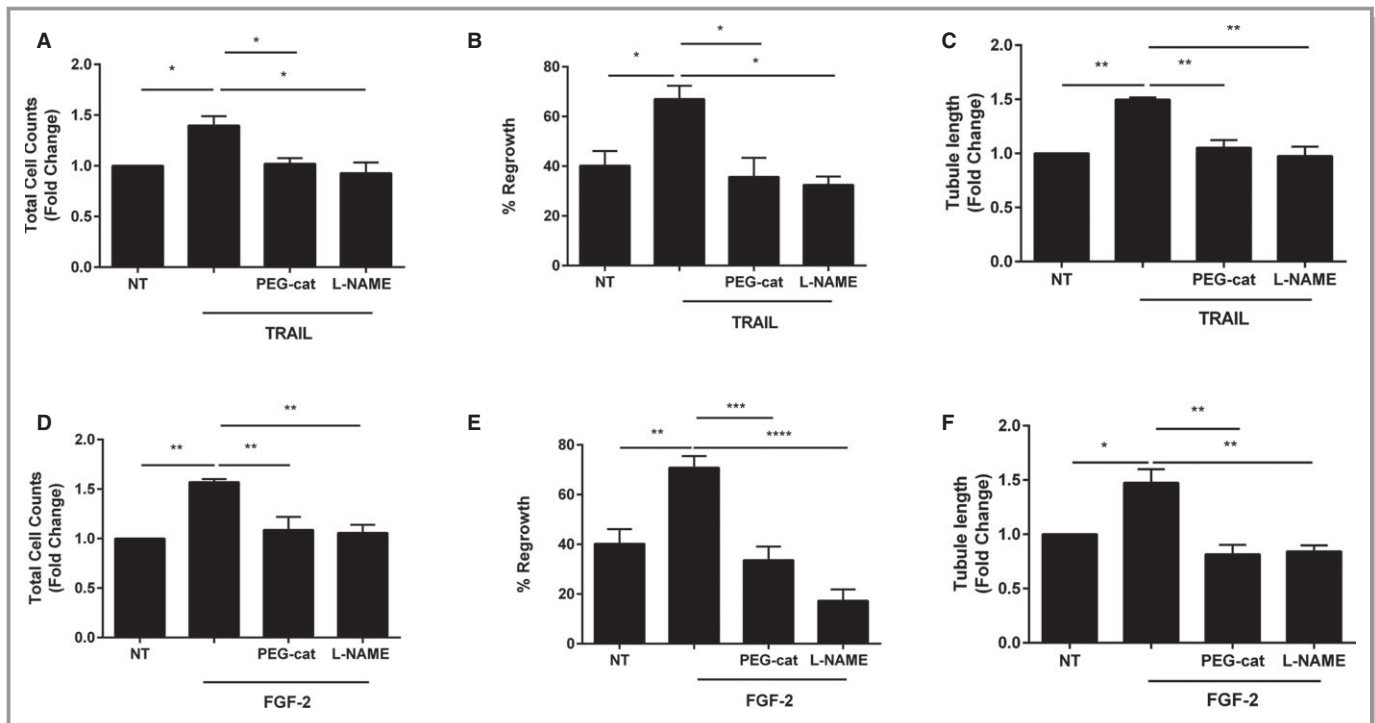 A
Total Cell Counts
(Fold Change)
2.0
1.5
1.0
0.5
0.0
*
*
*
NT
PEG-cat
L-NAME
TRAIL
B
% Regrowth
80
60
40
20
0
*
*
*
NT
PEG-cat
L-NAME
TRAIL
C
Tubule length
(Fold Change)
2.0
1.5
1.0
0.5
0.0
**
**
**
NT
PEG-cat
L-NAME
TRAIL
D
Total Cell Counts
(Fold Change)
2.0
1.5
1.0
0.5
0.0
**
**
**
NT
PEG-cat
L-NAME
FGF-2
E
% Regrowth
80
60
40
20
0
***
**
****
NT
PEG-cat
L-NAME
FGF-2
F
Tubule length
(Fold Change)
2.0
1.5
1.0
0.5
0.0
**
*
**
NT
PEG-cat
L-NAME
FGF-2